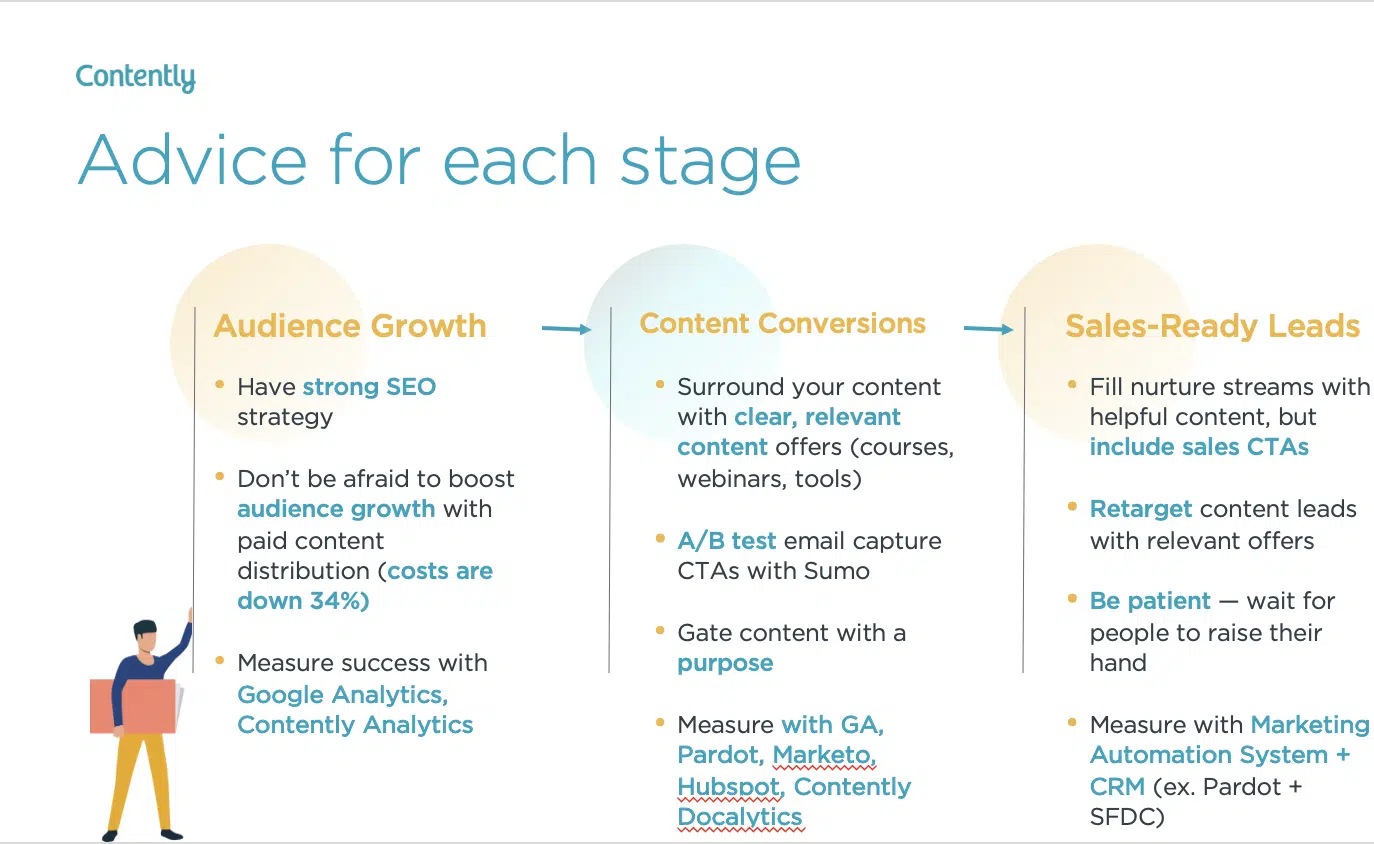 Contently
Advice for each stage
Audience Growth
Have strong SEO
strategy
Don’t be afraid to boost
audience growth with
paid content
distribution (costs are
down 34%)
Measure success with
Google Analytics,
Contently Analytics
Content Conversions
Surround your content
with clear, relevant
content offers (courses,
webinars, tools)
A/B test email capture
CTAs with Sumo
Gate content with a
purpose
Measure with GA,
Pardot, Marketo,
Hubspot, Contently
Docalytics
Sales-Ready Leads
Fill nurture streams with
helpful content, but
include sales CTAs
Retarget content leads
with relevant offers
Be patient — wait for
people to raise their
hand
Measure with Marketing
Automation System +
CRM (ex. Pardot +
SFDC)